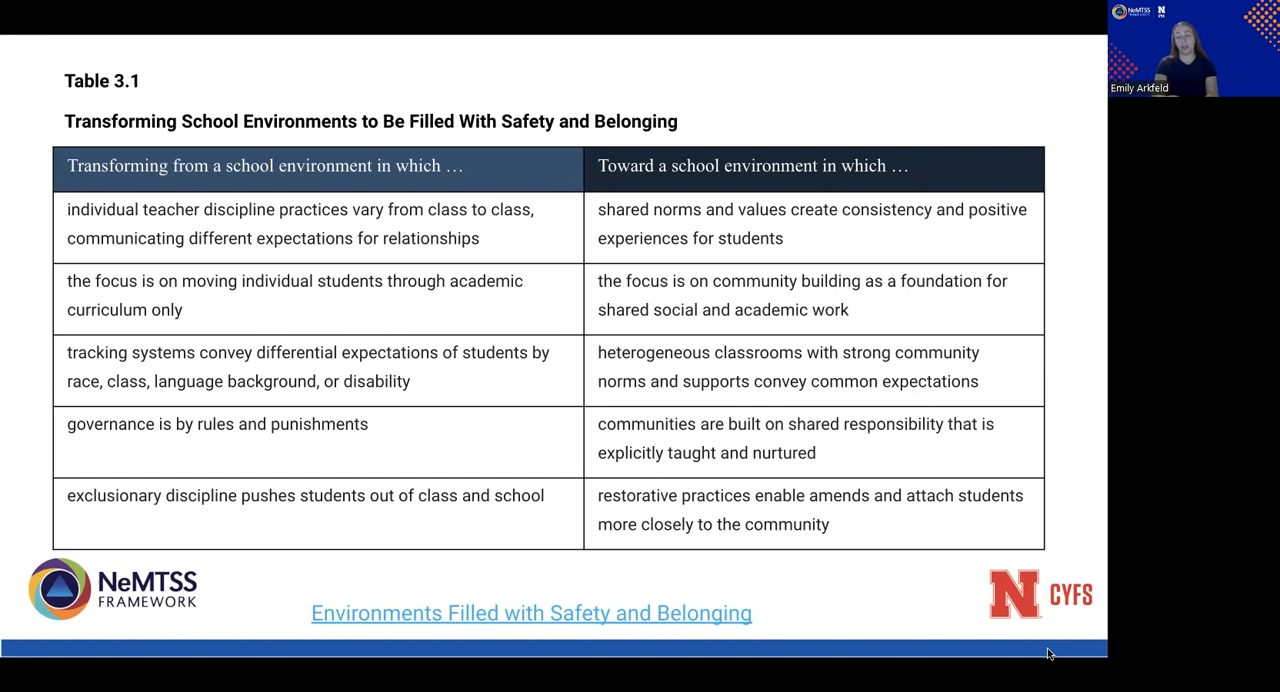 Table 3.1
Transforming School Environments to Be Filled With Safety and Belonging
Transforming from a school environment in which …
Toward a school environment in which …
individual teacher discipline practices vary from class to class,
communicating different expectations for relationships
shared norms and values create consistency and positive
experiences for students
the focus is on moving individual students through academic
curriculum only
the focus is on community building as a foundation for
shared social and academic work
tracking systems convey differential expectations of students by
race, class, language background, or disability
heterogeneous classrooms with strong community
norms and supports convey common expectations
governance is by rules and punishments
communities are built on shared responsibility that is
explicitly taught and nurtured
exclusionary discipline pushes students out of class and school
restorative practices enable amends and attach students
more closely to the community
NeMTSS
FRAMEWORK
Environments Filled with Safety and Belonging
N CYFS
NeMTSS
FRAMEWORK
N
CYFS
Emily Arkfeld